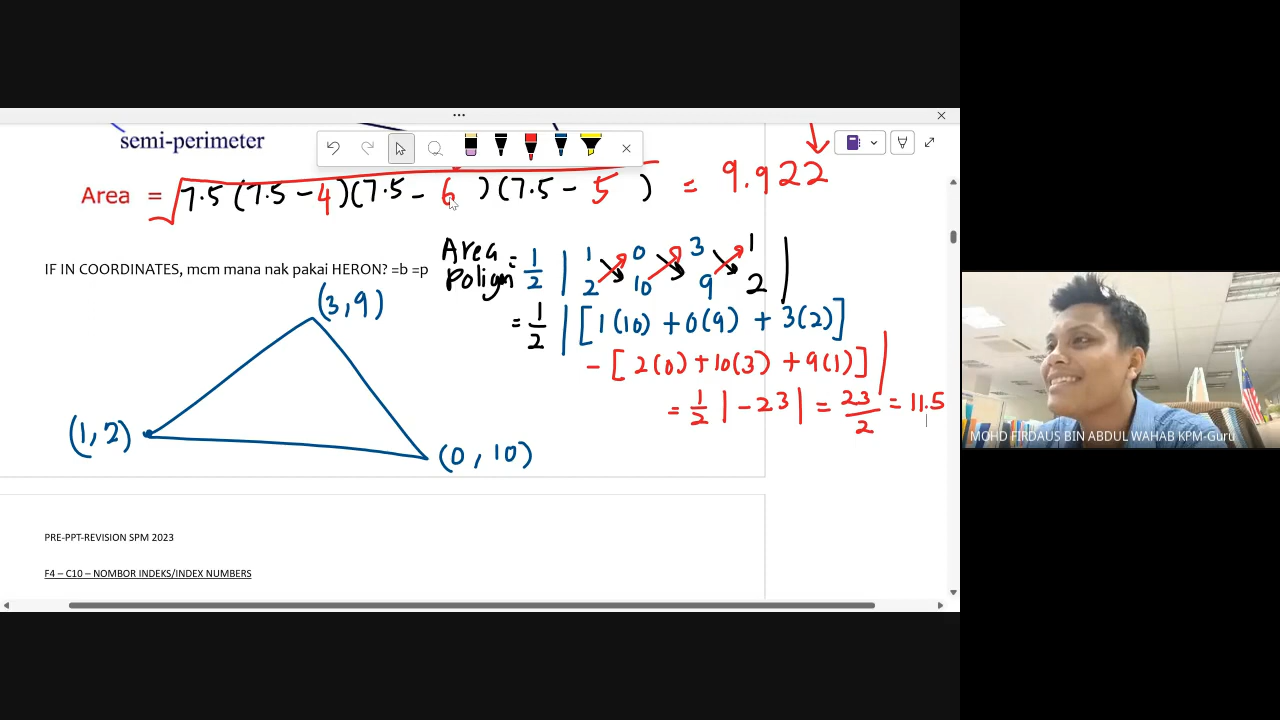 semi-perimeter
Area = √7.5(7.5-4)(7.5-6)(7.5-5) = 9.922
IF IN COORDINATES, mcm mana nak pakai HERON? =b =p
Area Poligon = 1/2 | 1 0 3 1
2 10 9 2 |
= 1/2 | [1(10) + 0(9) + 3(2)]
- [2(0) + 10(3) + 9(1)] |
= 1/2 | -23 | = 23/2 = 11.5
(3, 9)
(1, 2)
(0, 10)
PRE-PPT-REVISION SPM 2023
F4 – C10 – NOMBOR INDEKS/INDEX NUMBERS
MOHD FIRDAUS BIN ABDUL WAHAB KPM-Guru